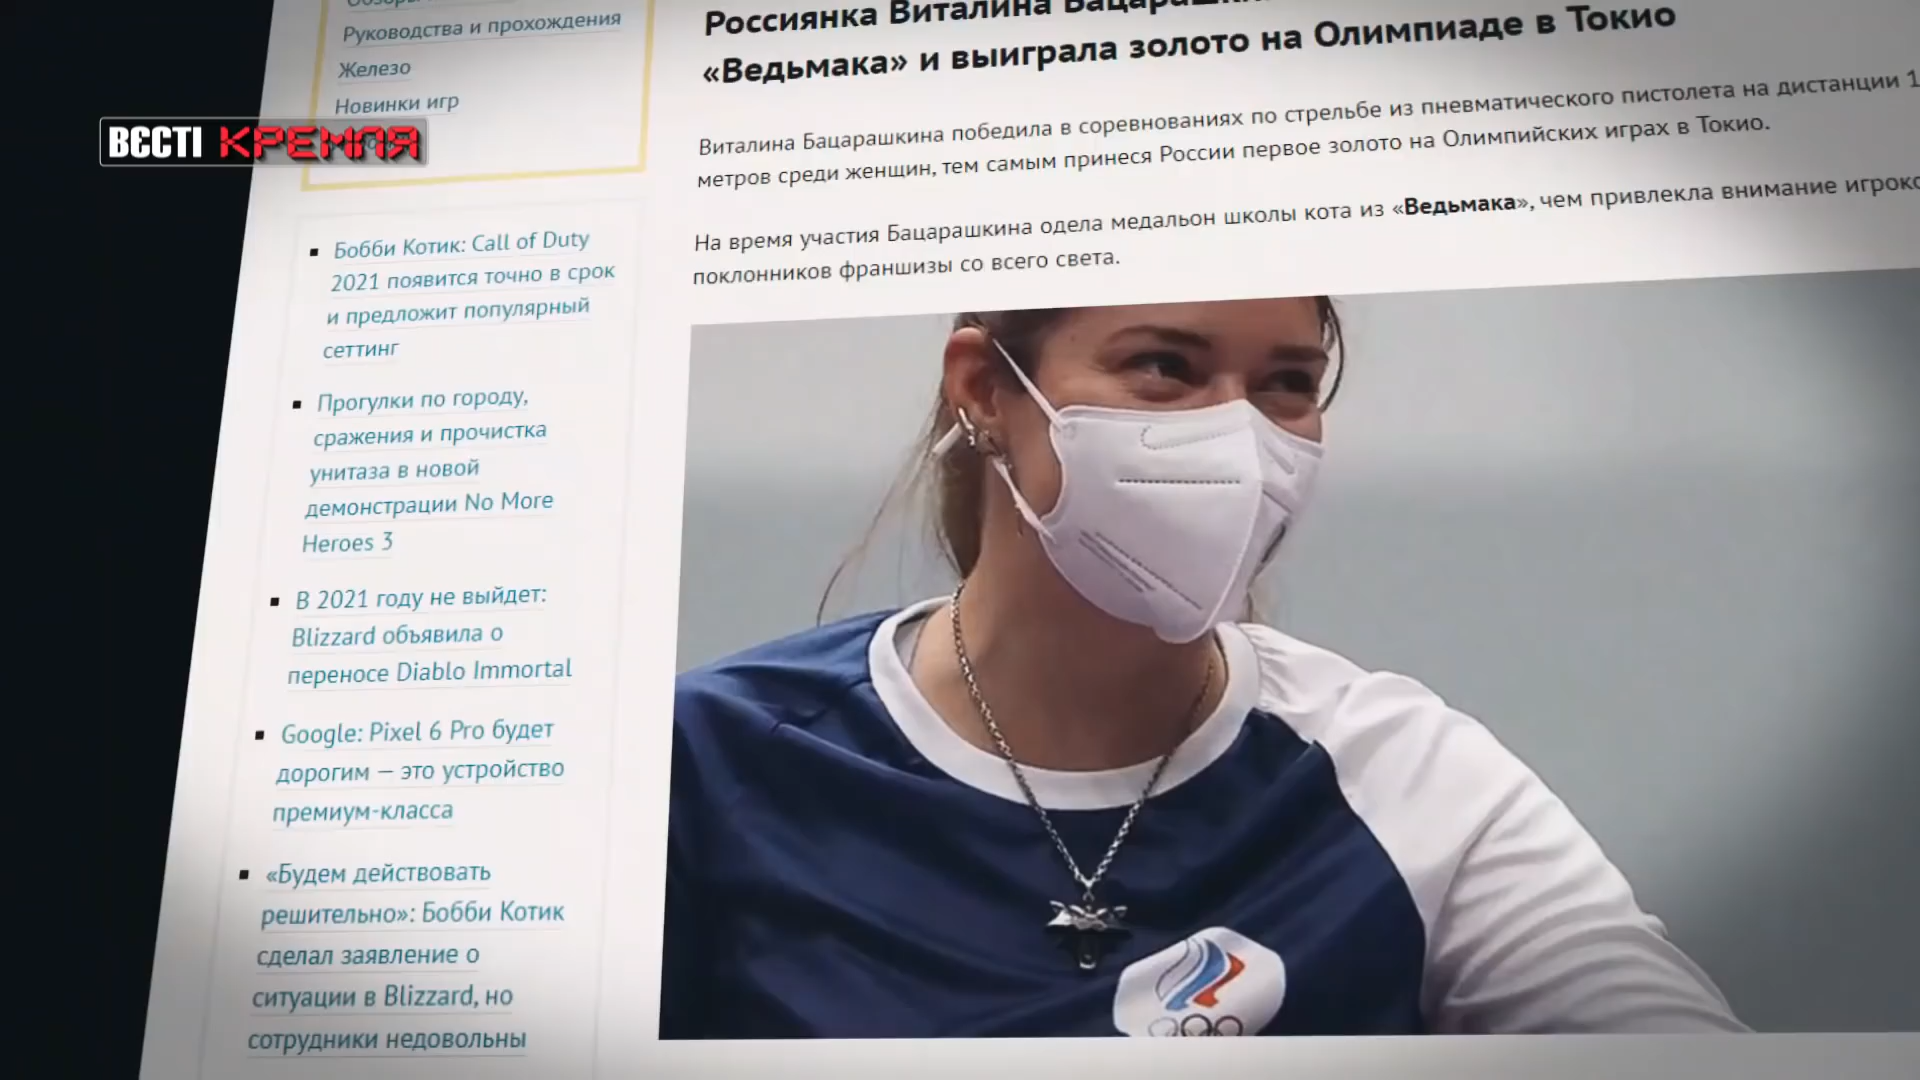 Руководства и прохождения
Железо
Новинки игр
ВЄСТІ КРЕМЛЯ
Бобби Котик: Call of Duty
2021 появится точно в срок
и предложит популярный
сеттинг
Прогулки по городу,
сражения и прочистка
унитаза в новой
демонстрации No More
Heroes 3
В 2021 году не выйдет:
Blizzard объявила о
переносе Diablo Immortal
Google: Pixel 6 Pro будет
дорогим — это устройство
премиум-класса
«Будем действовать
решительно»: Бобби Котик
сделал заявление о
ситуации в Blizzard, но
сотрудники недовольны
Россиянка Виталина
«Ведьмака» и выиграла золото на Олимпиаде в Токио
Виталина Бацарашкина победила в соревнованиях по стрельбе из пневматического пистолета на дистанции
метров среди женщин, тем самым принеся России первое золото на Олимпийских играх в Токио.
На время участия Бацарашкина одела медальон школы кота из «Ведьмака», чем привлекла внимание
поклонников франшизы со всего света.